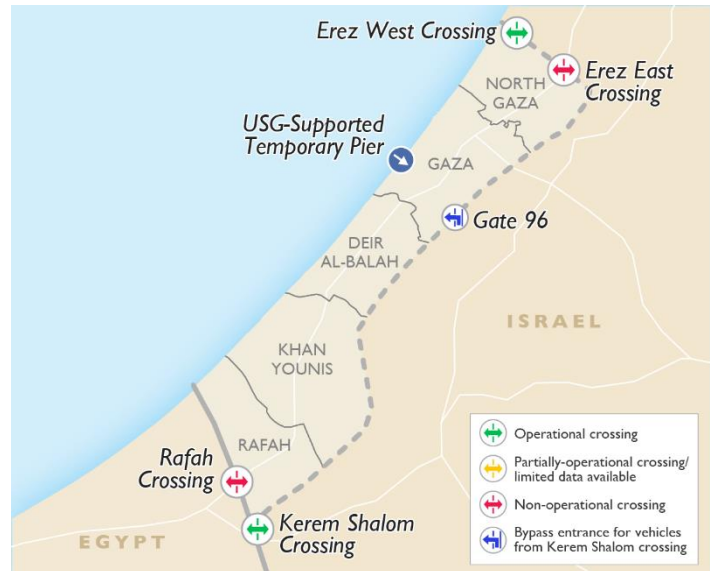 Erez West Crossing
Erez East
Crossing
NORTH
GAZA
USG-Supported
Temporary Pier
GAZA
Gate 96
DEIR
AL-BALAH
ISRAEL
KHAN
YOUNIS
RAFAH
Rafah
Crossing
Kerem Shalom
Crossing
EGYPT
Operational crossing
Partially-operational crossing/
limited data available
Non-operational crossing
Bypass entrance for vehicles
from Kerem Shalom crossing